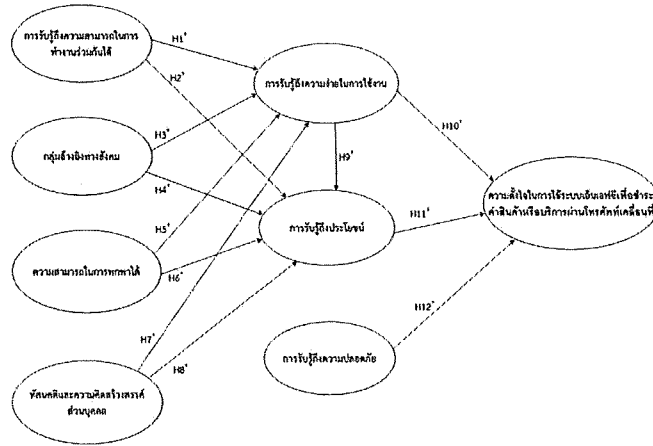 การรับรู้ถึงความสามารถในการ
ทำงานร่วมกันได้
H1+
H2+
การรับรู้ถึงความง่ายในการใช้งาน
กลุ่มอ้างอิงทางสังคม
H3+
H4+
H9+
H10+
ความตั้งใจในการใช้ระบบเอ็นเอฟซีเพื่อชำระ
ค่าสินค้าหรือบริการผ่านโทรศัพท์เคลื่อนที่
H5+
การรับรู้ถึงประโยชน์
H11+
ความสามารถในการพกพาได้
H6+
H7+
H8+
H12+
การรับรู้ถึงความปลอดภัย
ทัศนคติและความคิดสร้างสรรค์
ส่วนบุคคล